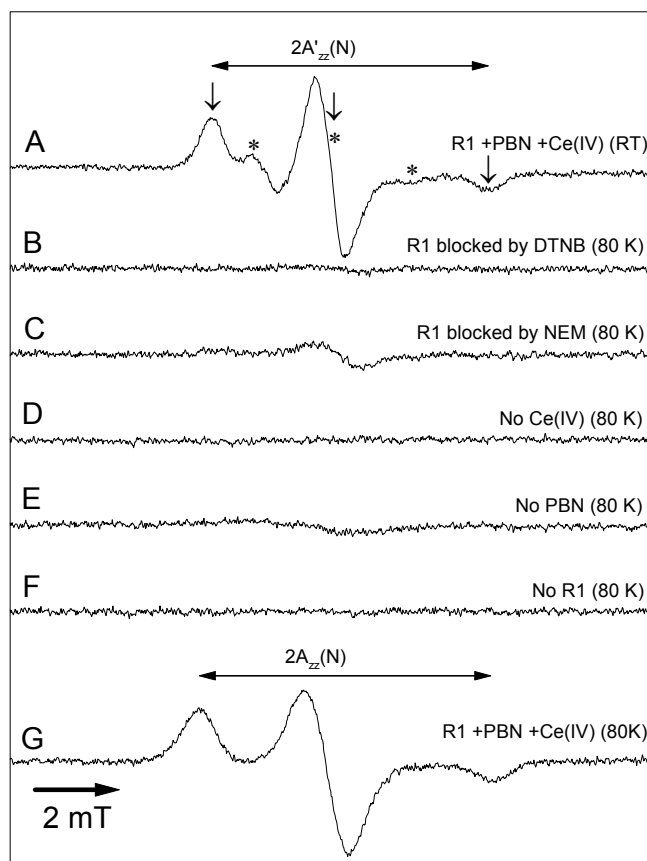 2A'zz(N)
A
*
*
*
R1 +PBN +Ce(IV) (RT)
B
R1 blocked by DTNB (80 K)
C
R1 blocked by NEM (80 K)
D
No Ce(IV) (80 K)
E
No PBN (80 K)
F
No R1 (80 K)
2Azz(N)
G
R1 +PBN +Ce(IV) (80K)
2 mT